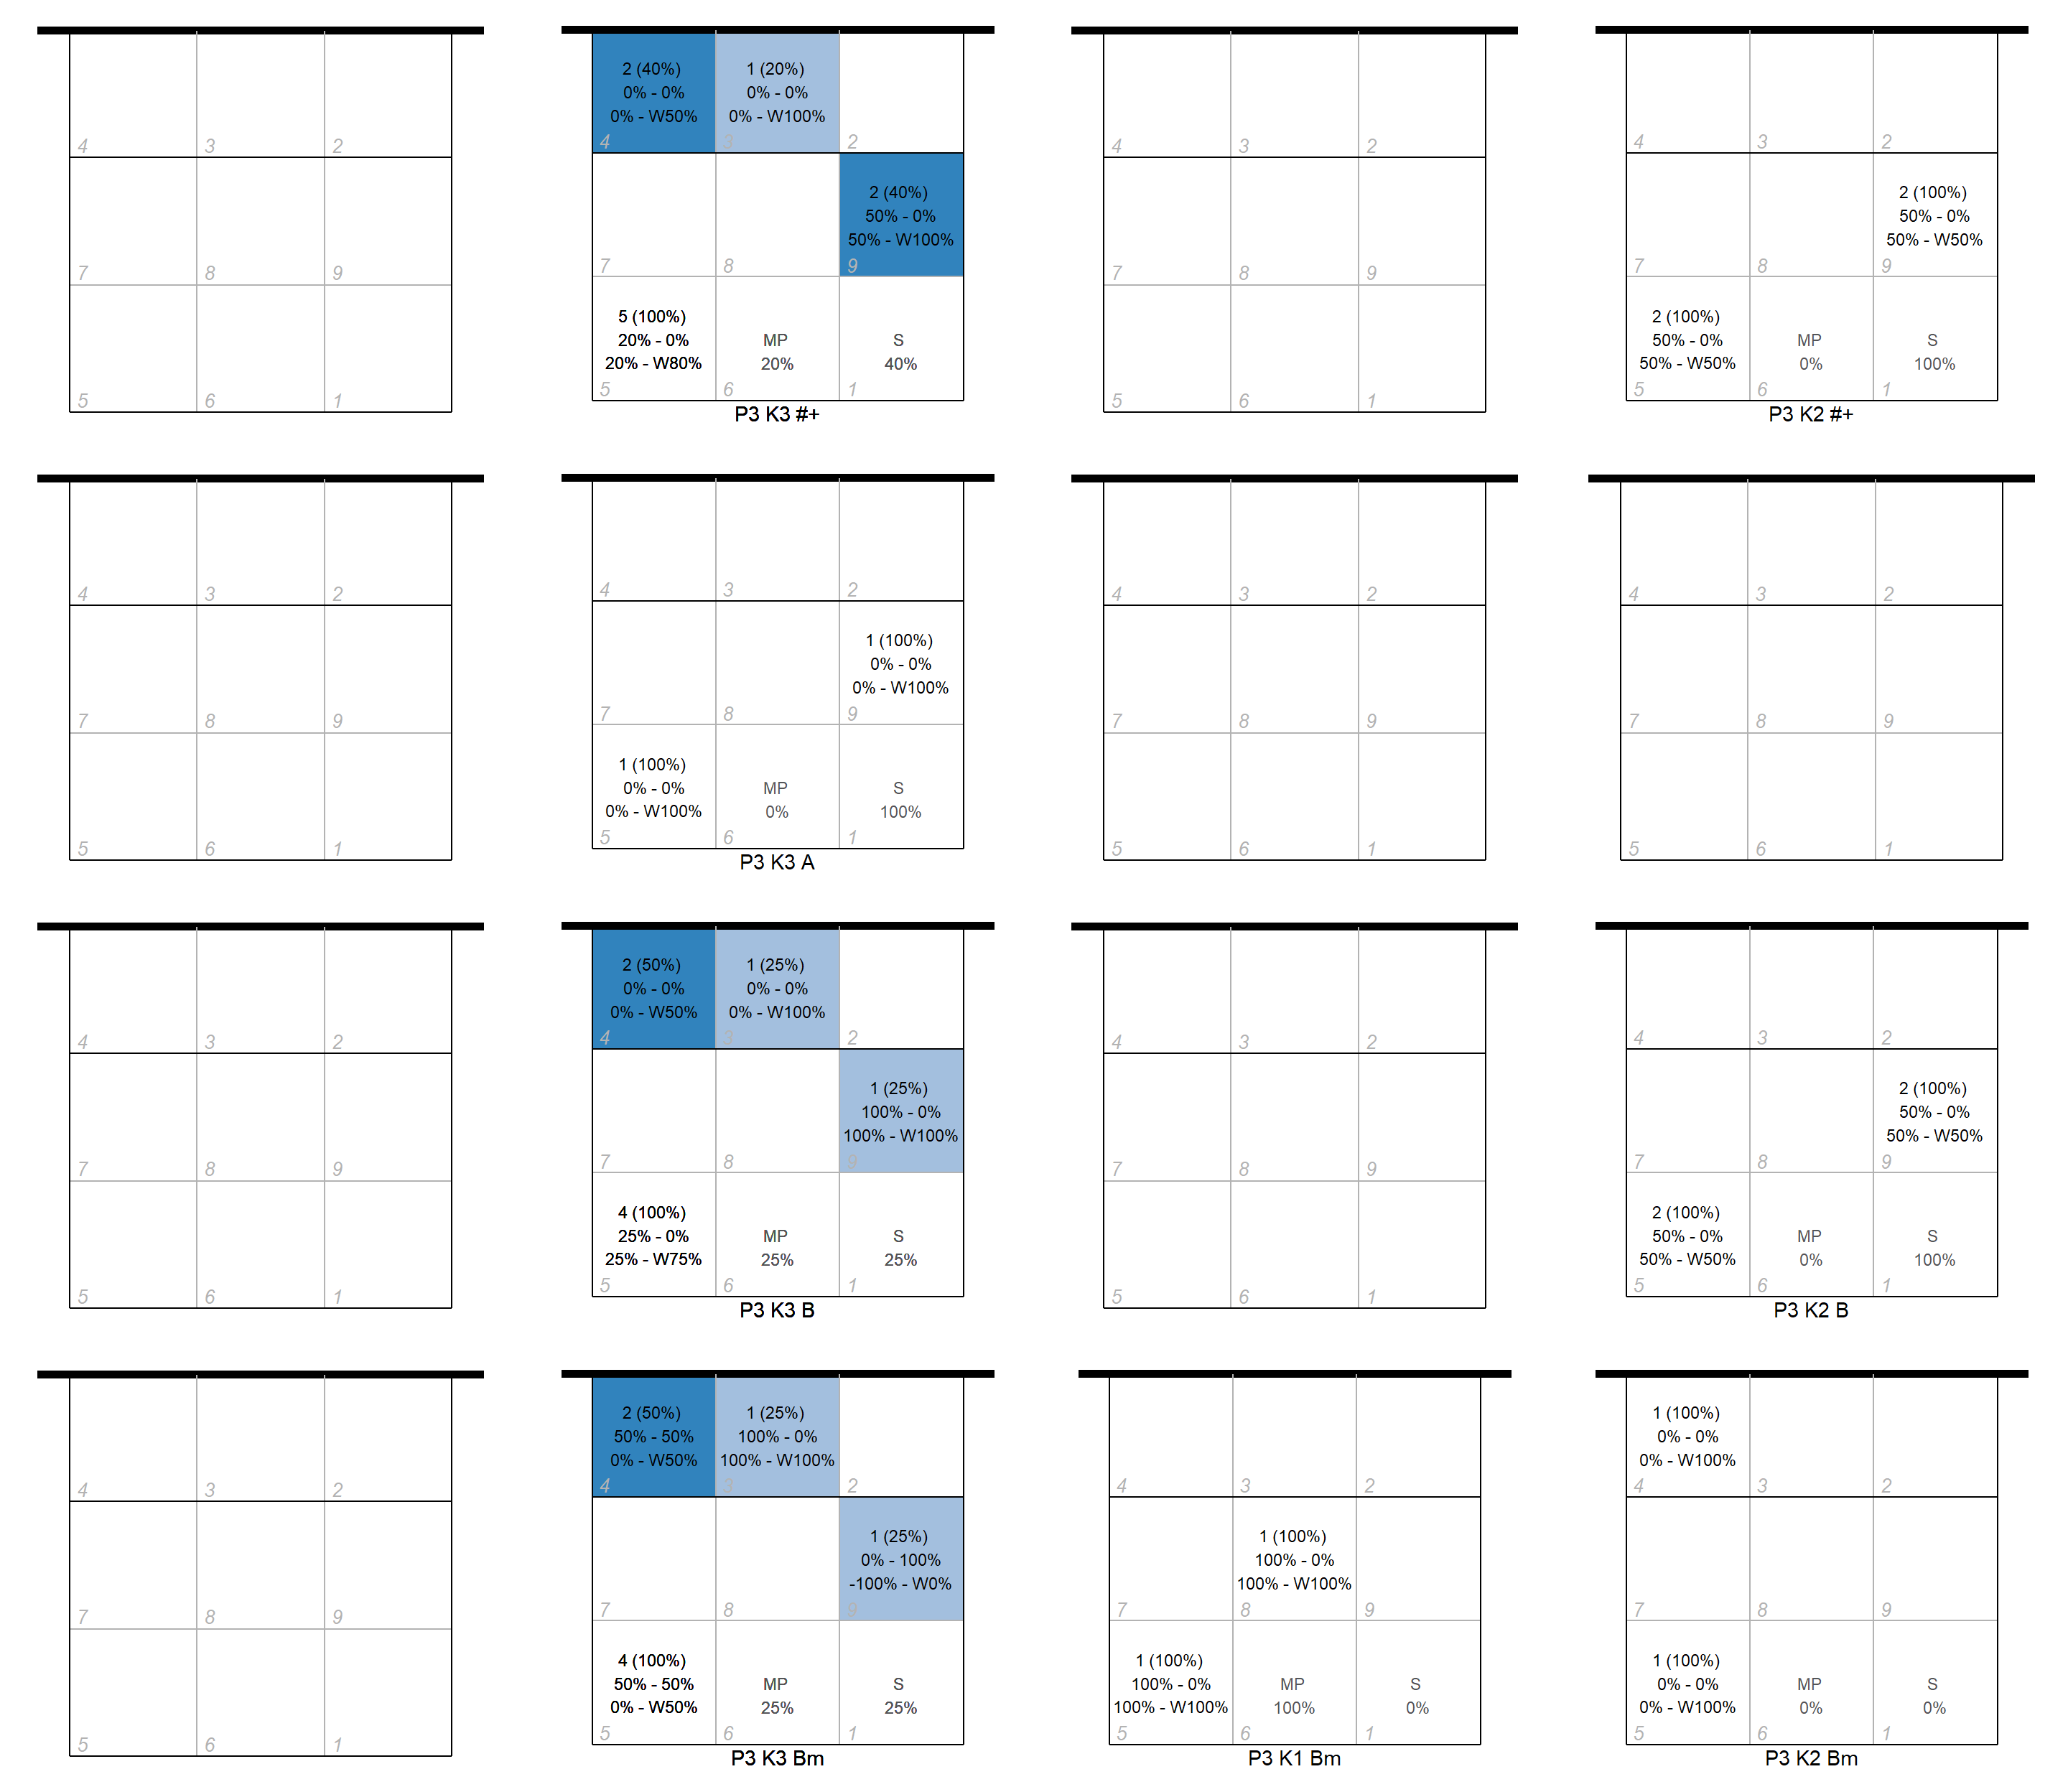 2 (40%)
0% - 0%
0% - W50%
1 (20%)
0% - 0%
0% - W100%
4 3 2
4 3 2
4 3 2
4 3 2
2 (40%)
50% - 0%
50% - W100%
2 (100%)
50% - 0%
50% - W50%
7 8 9
7 8 9
7 8 9
7 8 9
5 (100%)
20% - 0%
20% - W80%
MP
20%
S
40%
2 (100%)
50% - 0%
50% - W50%
MP
0%
S
100%
5 6 1
5 6 1
5 6 1
5 6 1
P3 K3 #+
P3 K2 #+
4 3 2
4 3 2
4 3 2
4 3 2
1 (100%)
0% - 0%
0% - W100%
7 8 9
7 8 9
7 8 9
7 8 9
1 (100%)
0% - 0%
0% - W100%
MP
0%
S
100%
5 6 1
5 6 1
5 6 1
5 6 1
P3 K3 A
2 (50%)
0% - 0%
0% - W50%
1 (25%)
0% - 0%
0% - W100%
4 3 2
4 3 2
4 3 2
4 3 2
1 (25%)
100% - 0%
100% - W100%
2 (100%)
50% - 0%
50% - W50%
7 8 9
7 8 9
7 8 9
7 8 9
4 (100%)
25% - 0%
25% - W75%
MP
25%
S
25%
2 (100%)
50% - 0%
50% - W50%
MP
0%
S
100%
5 6 1
5 6 1
5 6 1
5 6 1
P3 K3 B
P3 K2 B
2 (50%)
50% - 50%
0% - W50%
1 (25%)
100% - 0%
100% - W100%
1 (100%)
0% - 0%
0% - W100%
4 3 2
4 3 2
4 3 2
4 3 2
1 (25%)
0% - 100%
-100% - W0%
1 (100%)
100% - 0%
100% - W100%
7 8 9
7 8 9
7 8 9
7 8 9
4 (100%)
50% - 50%
0% - W50%
MP
25%
S
25%
1 (100%)
100% - 0%
100% - W100%
MP
100%
S
0%
1 (100%)
0% - 0%
0% - W100%
MP
0%
S
0%
5 6 1
5 6 1
5 6 1
5 6 1
P3 K3 Bm
P3 K1 Bm
P3 K2 Bm